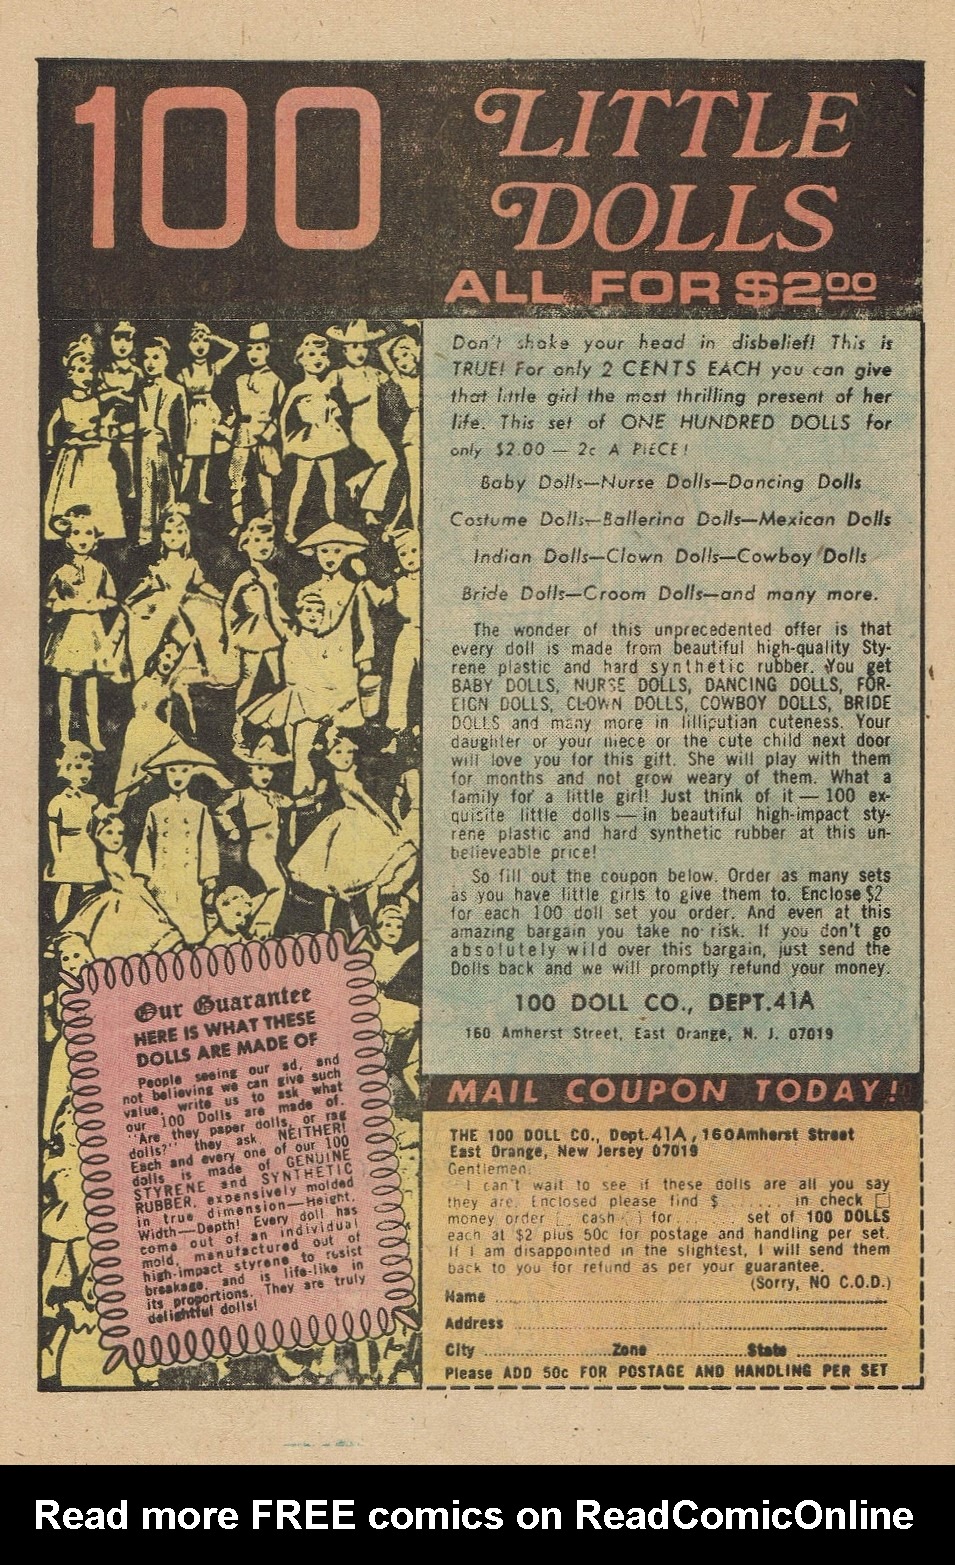 100
LITTLE
DOLLS
ALL FOR $2.00
Don't shake your head in disbelief! This is
TRUE! For only 2 CENTS EACH you can give
that little girl the most thrilling present of her
life. This set of ONE HUNDRED DOLLS for
only $2.00 — 2c A PIECE!
Baby Dolls—Nurse Dolls—Dancing Dolls
Costume Dolls—Ballerina Dolls—Mexican Dolls
Indian Dolls—Clown Dolls—Cowboy Dolls
Bride Dolls—Croom Dolls—and many more.
The wonder of this unprecedented offer is that
every doll is made from beautiful high-quality Sty-
rene plastic and hard synthetic rubber. You get
BABY DOLLS, NURSE DOLLS, DANCING DOLLS, FOR-
EIGN DOLLS, CLOWN DOLLS, COWBOY DOLLS, BRIDE
DOLLS and many more in lilliputian cuteness. Your
daughter or your niece or the cute child next door
will love you for this gift. She will play with them
for months and not grow weary of them. What a
family for a little girl! Just think of it — 100 ex-
quisite little dolls — in beautiful high-impact sty-
rene plastic and hard synthetic rubber at this un-
believeable price!
So fill out the coupon below. Order as many sets
as you have little girls to give them to. Enclose $2
for each 100 doll set you order. And even at this
amazing bargain you take no risk. If you don't go
absolutely wild over this bargain, just send the
Dolls back and we will promptly refund your money.
100 DOLL CO., DEPT.41A
160 Amherst Street, East Orange, N. J. 07019
Our Guarantee
HERE IS WHAT THESE
DOLLS ARE MADE OF
People seeing our ad, and
not believing we can give such
value, write us to ask what
our 100 Dolls are made of.
"Are they paper dolls, or rag
dolls?" they ask. NEITHER!
Each and every one of our 100
dolls is made of GENUINE
STYRENE and SYNTHETIC
RUBBER, expensively molded
in true dimension—Height,
Width—Depth! Every doll has
come out of an individual
mold, manufactured out of
high-impact styrene to resist
breakage, and is life-like in
its proportions. They are truly
delightful dolls!
MAIL COUPON TODAY!
THE 100 DOLL CO., Dept.41A, 160 Amherst Street
East Orange, New Jersey 07019
Gentlemen:
I can't wait to see if these dolls are all you say
they are. Enclosed please find $........ in check □
money order □, cash □ for........ set of 100 DOLLS
each at $2 plus 50c for postage and handling per set.
If I am disappointed in the slightest, I will send them
back to you for refund as per your guarantee.
(Sorry, NO C.O.D.)
Name
Address
City Zone State
Please ADD 50c FOR POSTAGE AND HANDLING PER SET
Read more FREE comics on ReadComicOnline